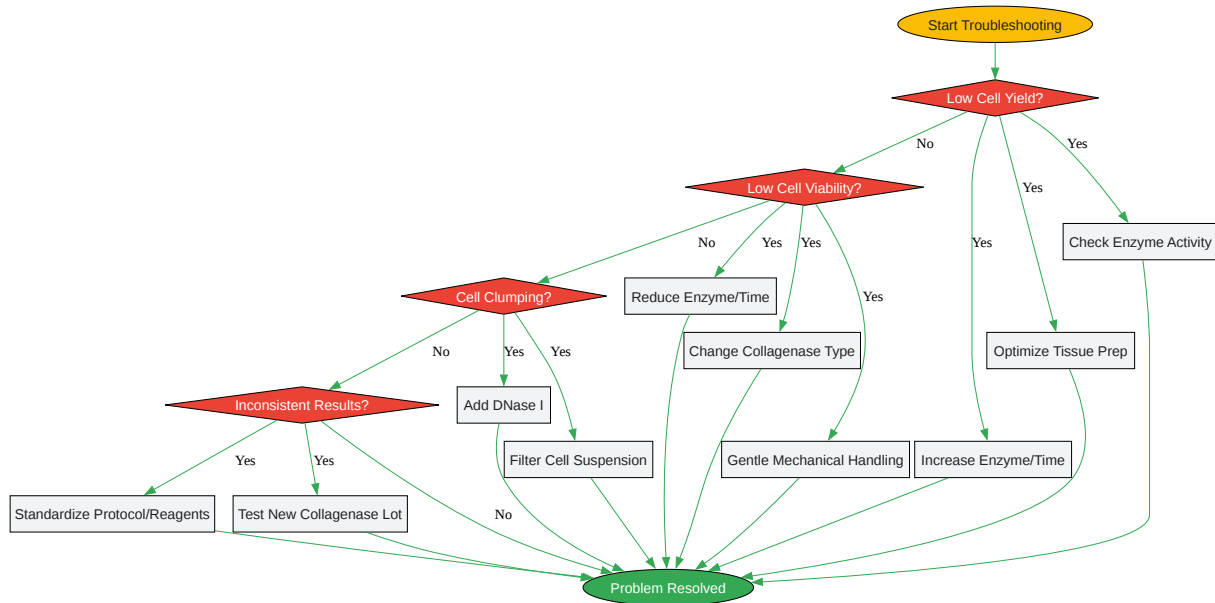 Start Troubleshooting
Low Cell Yield?
No
Yes
Yes
Yes
Low Cell Viability?
Check Enzyme Activity
No
Yes
Yes
Yes
Cell Clumping?
Reduce Enzyme/Time
Change Collagenase Type
Optimize Tissue Prep
No
Yes
Yes
Inconsistent Results?
Add DNase I
Filter Cell Suspension
Gentle Mechanical Handling
Increase Enzyme/Time
Yes
Yes
No
Standardize Protocol/Reagents
Test New Collagenase Lot
Problem Resolved